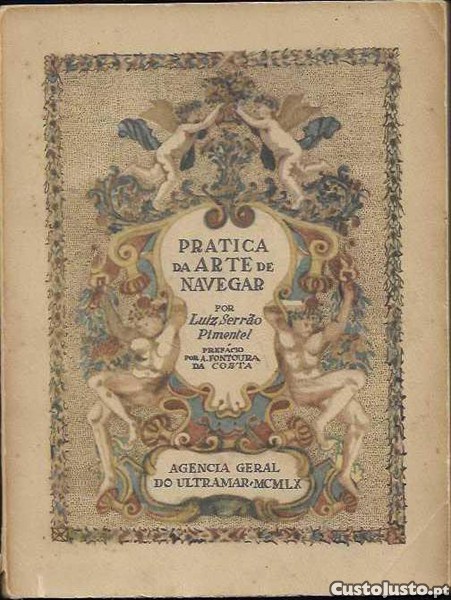 PRATICA
DA ARTE DE
NAVEGAR
POR
Luiz Serrão
Pimentel
PREFÁCIO
POR A. FONTOURA
DA COSTA
AGENCIA GERAL
DO ULTRAMAR · MCMLX
CustoJusto.pt